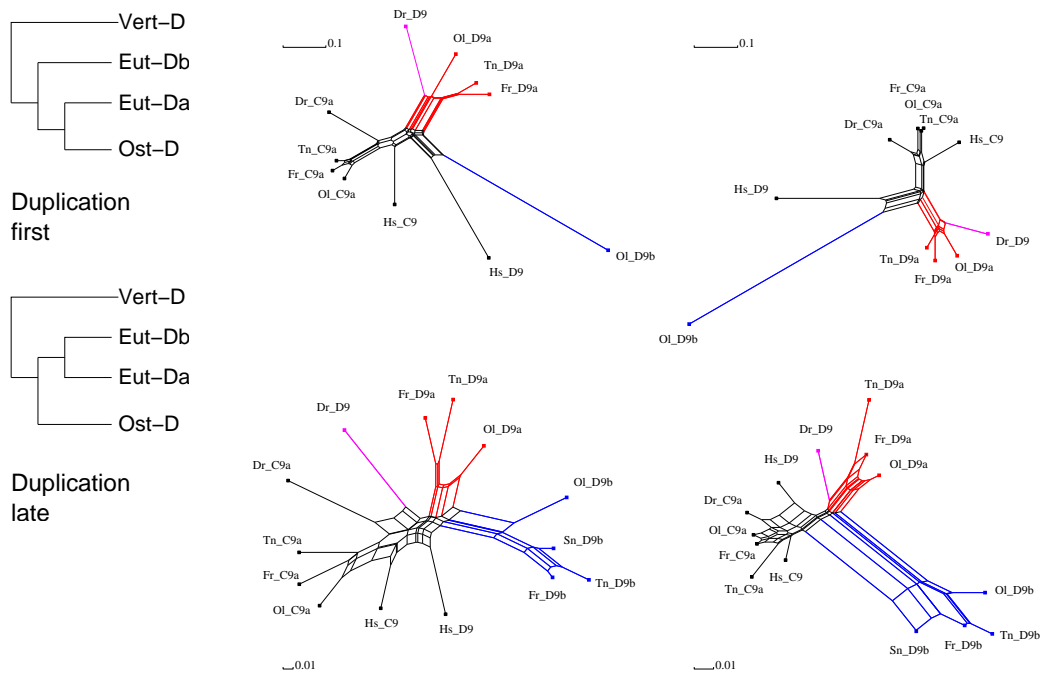 Vert–D
Eut–Db
Eut–Da
Ost–D
Duplication
first
Vert–D
Eut–Db
Eut–Da
Ost–D
Duplication
late
0.1
Dr_D9
Ol_D9a
Tn_D9a
Fr_D9a
Dr_C9a
Tn_C9a
Fr_C9a
Ol_C9a
Hs_C9
Hs_D9
Ol_D9b
0.1
Fr_C9a
Ol_C9a
Tn_C9a
Dr_C9a
Hs_C9
Hs_D9
Dr_D9
Tn_D9a
Ol_D9a
Fr_D9a
Ol_D9b
Tn_D9a
Fr_D9a
Dr_D9
Ol_D9a
Dr_C9a
Ol_D9b
Tn_C9a
Sn_D9b
Fr_C9a
Tn_D9b
Fr_D9b
Ol_C9a
Hs_C9
Hs_D9
0.01
Tn_D9a
Dr_D9
Fr_D9a
Hs_D9
Ol_D9a
Dr_C9a
Ol_C9a
Fr_C9a
Hs_C9
Tn_C9a
Ol_D9b
Tn_D9b
Fr_D9b
Sn_D9b
0.01